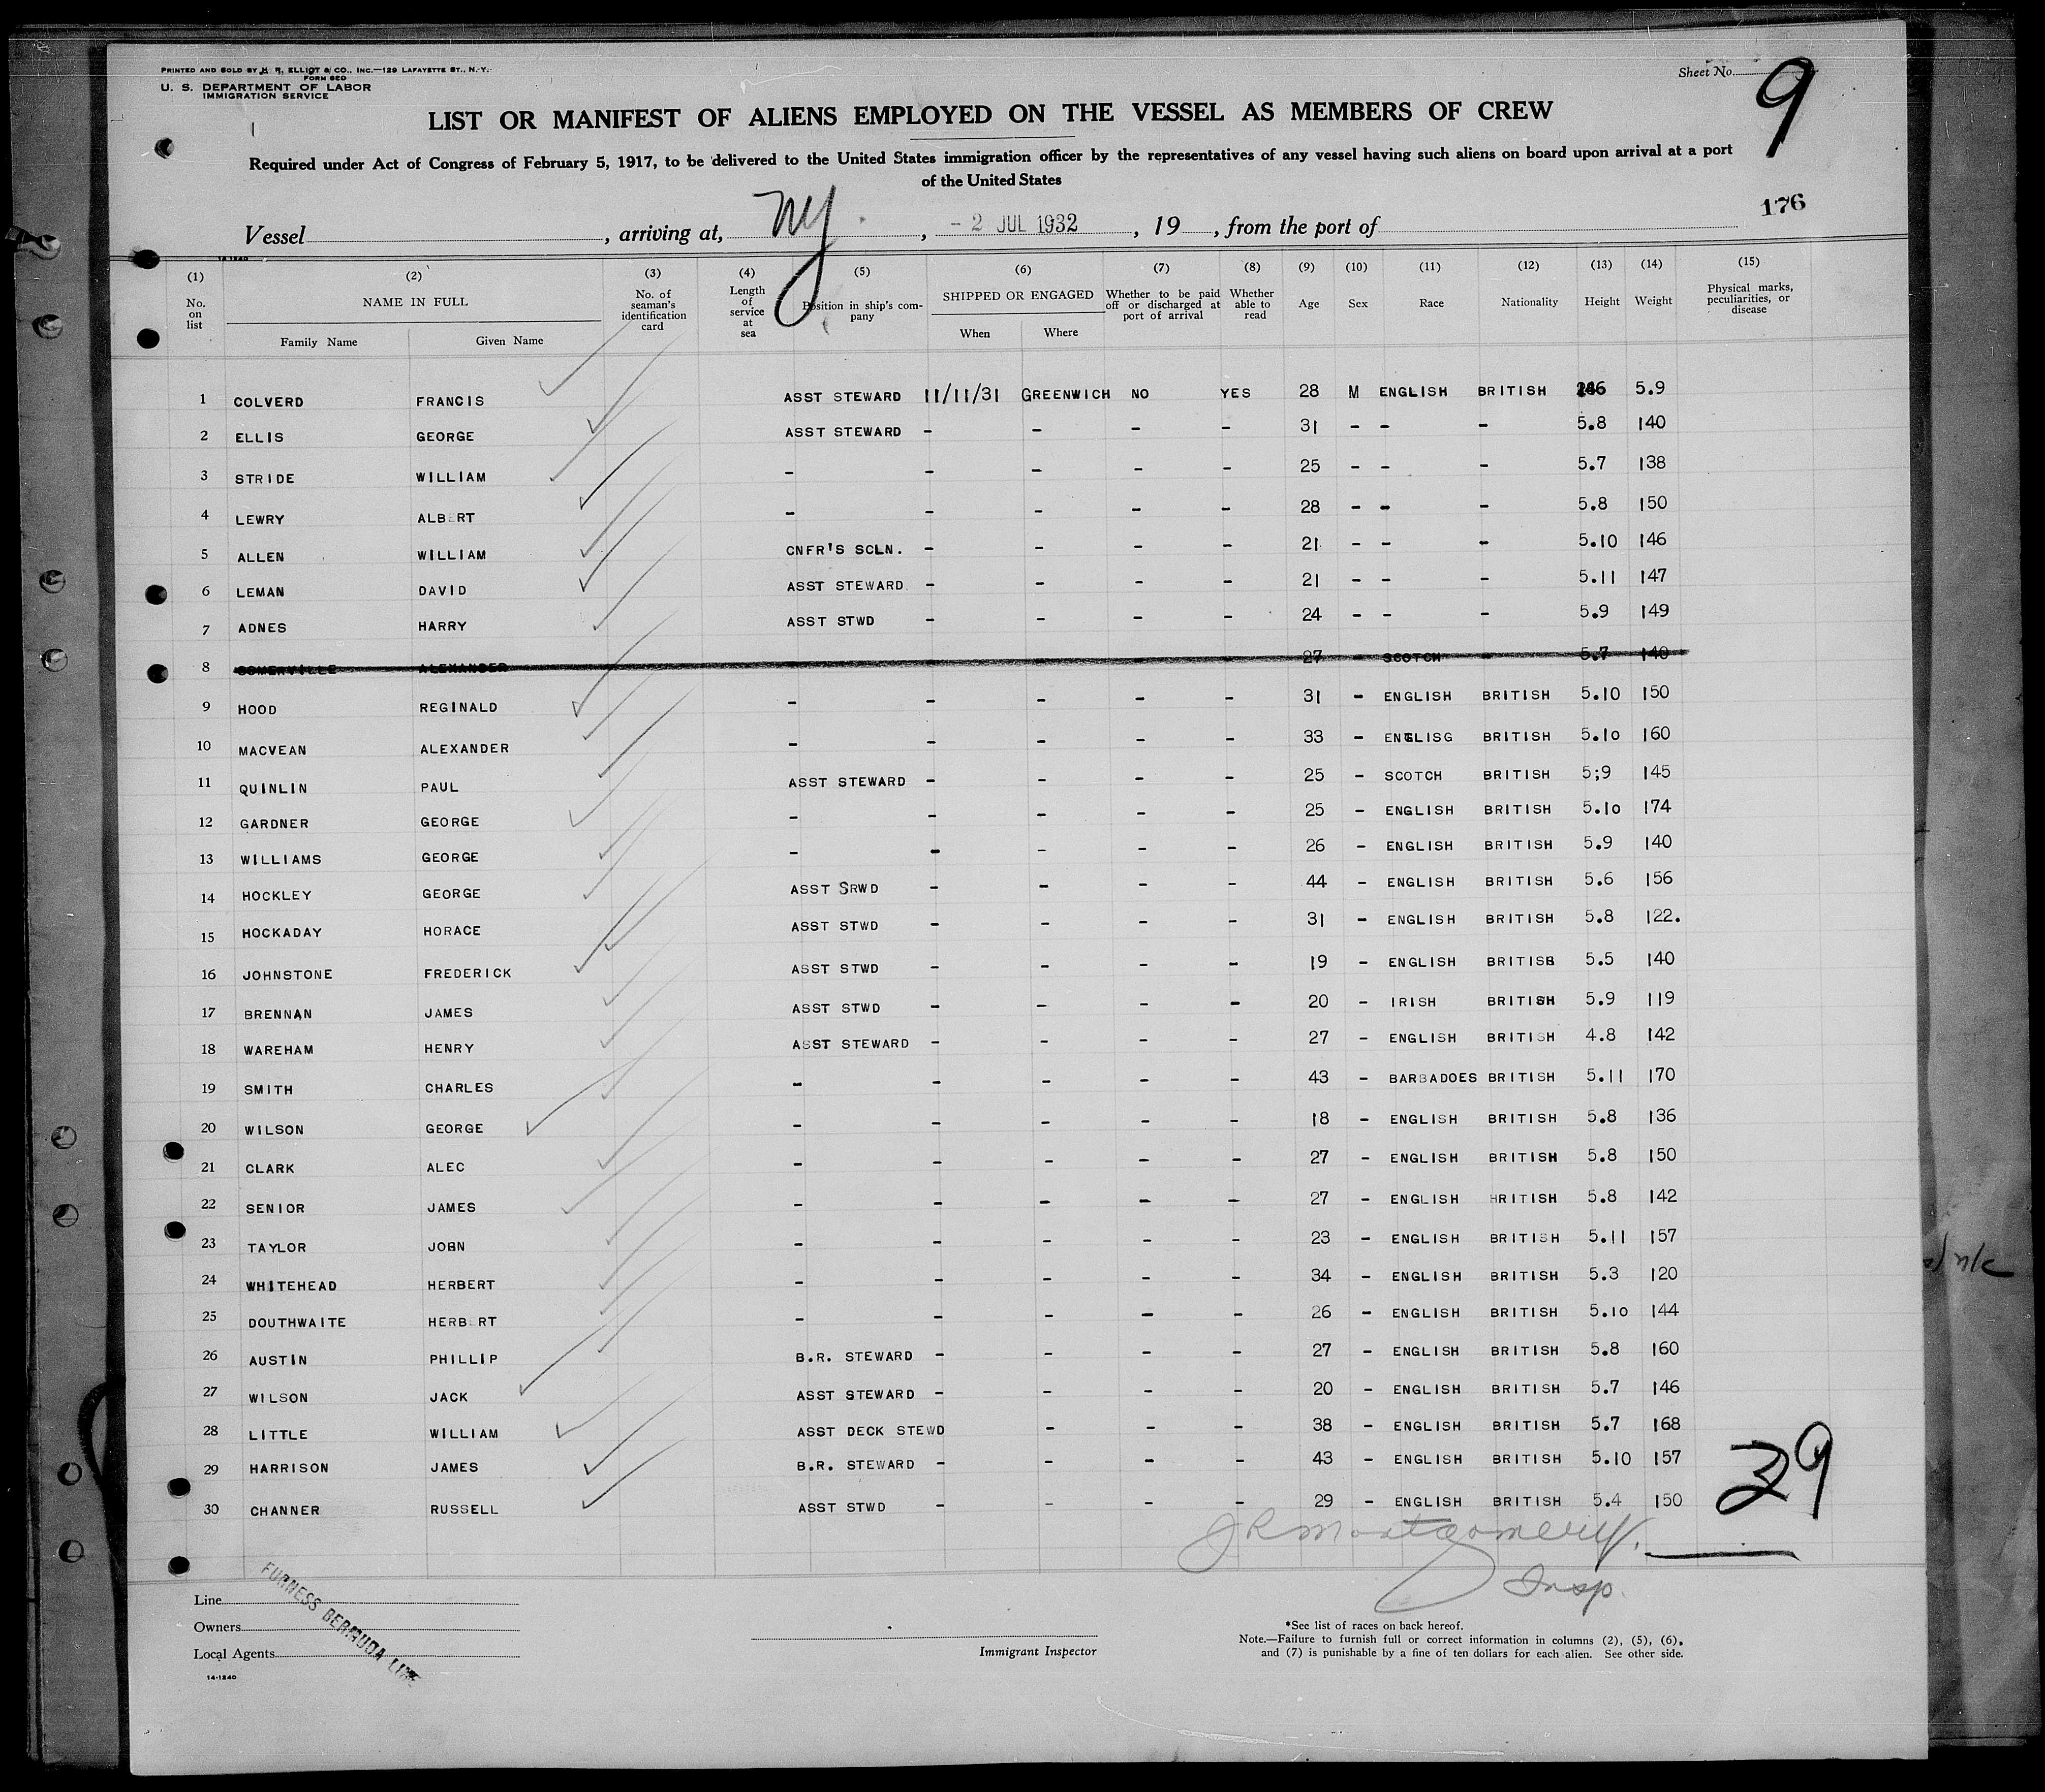 PRINTED AND SOLD BY H. R. ELLIOT & CO., INC.—129 LAFAYETTE ST., N.Y.
FORM 680
U. S. DEPARTMENT OF LABOR
IMMIGRATION SERVICE
Sheet No. 9
LIST OR MANIFEST OF ALIENS EMPLOYED ON THE VESSEL AS MEMBERS OF CREW
Required under Act of Congress of February 5, 1917, to be delivered to the United States immigration officer by the representatives of any vessel having such aliens on board upon arrival at a port
of the United States
176
Vessel , arriving at, NY. , - 2 JUL 1932 , 19 , from the port of
14-1240
(1) (2) (3) (4) (5) (6) (7) (8) (9) (10) (11) (12) (13) (14) (15)
No. on list NAME IN FULL Family Name Given Name No. of seaman's identification card Length of service at sea Position in ship's company SHIPPED OR ENGAGED When Where Whether to be paid off or discharged at port of arrival Whether able to read Age Sex Race Nationality Height Weight Physical marks, peculiarities, or disease
1 COLVERD FRANCIS ASST STEWARD 11/11/31 GREENWICH NO YES 28 M ENGLISH BRITISH 5.9
2 ELLIS GEORGE ASST STEWARD - - - - 31 - - - 5.8 140
3 STRIDE WILLIAM - - - - - 25 - - - 5.7 138
4 LEWRY ALBERT - - - - - 28 - - - 5.8 150
5 ALLEN WILLIAM CNFR'S SCLN. - - - - 21 - - - 5.10 146
6 LEMAN DAVID ASST STEWARD - - - - 21 - - - 5.11 147
7 ADNES HARRY ASST STWD - - - - 24 - - - 5.9 149
8 SOMERVILLE ALEXANDER 27 - SCOTCH - 5.7 140
9 HOOD REGINALD - - - - - 31 - ENGLISH BRITISH 5.10 150
10 MACVEAN ALEXANDER - - - - - 33 - ENGLISG BRITISH 5.10 160
11 QUINLIN PAUL ASST STEWARD - - - - 25 - SCOTCH BRITISH 5;9 145
12 GARDNER GEORGE - - - - - 25 - ENGLISH BRITISH 5.10 174
13 WILLIAMS GEORGE - - - - - 26 - ENGLISH BRITISH 5.9 140
14 HOCKLEY GEORGE ASST SRWD - - - - 44 - ENGLISH BRITISH 5.6 156
15 HOCKADAY HORACE ASST STWD - - - - 31 - ENGLISH BRITISH 5.8 122.
16 JOHNSTONE FREDERICK ASST STWD - - - - 19 - ENGLISH BRITISB 5.5 140
17 BRENNAN JAMES ASST STWD - - - - 20 - IRISH BRITISH 5.9 119
18 WAREHAM HENRY ASST STEWARD - - - - 27 - ENGLISH BRITISH 4.8 142
19 SMITH CHARLES - - - - - 43 - BARBADOES BRITISH 5.11 170
20 WILSON GEORGE - - - - - 18 - ENGLISH BRITISH 5.8 136
21 CLARK ALEC - - - - - 27 - ENGLISH BRITISH 5.8 150
22 SENIOR JAMES - - - - - 27 - ENGLISH HRITISH 5.8 142
23 TAYLOR JOBN - - - - - 23 - ENGLISH BRITISH 5.11 157
24 WHITEHEAD HERBERT - - - - - 34 - ENGLISH BRITISH 5.3 120
25 DOUTHWAITE HERBERT - - - - - 26 - ENGLISH BRITISH 5.10 144
26 AUSTIN PHILLIP B.R. STEWARD - - - - 27 - ENGLISH BRITISH 5.8 160
27 WILSON JACK ASST STEWARD - - - - 20 - ENGLISH BRITISH 5.7 146
28 LITTLE WILLIAM ASST DECK STEWD - - - 38 - ENGLISH BRITISH 5.7 168
29 HARRISON JAMES B.R. STEWARD - - - - 43 - ENGLISH BRITISH 5.10 157
30 CHANNER RUSSELL ASST STWD - - - - 29 - ENGLISH BRITISH 5.4 150
29
J R Montgomery.
Insp.
Line
Owners
Local Agents
FURNESS BERMUDA LINE
14-1240
Immigrant Inspector
*See list of races on back hereof.
Note.—Failure to furnish full or correct information in columns (2), (5), (6),
and (7) is punishable by a fine of ten dollars for each alien. See other side.